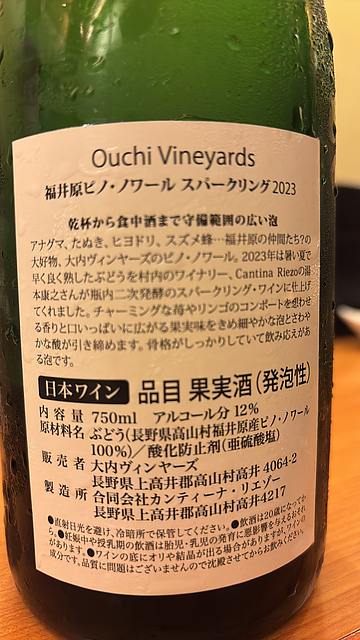 Ouchi Vineyards
福井原ピノ・ノワール スパークリング2023
乾杯から食中酒まで守備範囲の広い泡
アナグマ、たぬき、ヒヨドリ、スズメ蜂…福井原の仲間たち?の
大好物、大内ヴィンヤーズのピノ・ノワール。2023年は暑い夏で
早く良く熟したぶどうを村内のワイナリー、Cantina Riezoの湯
本康之さんが瓶内二次発酵のスパークリング・ワインに仕上げ
てくれました。チャーミングな苺やリンゴのコンポートを想わせ
る香りと口いっぱいに広がる果実味をきめ細やかな泡とさわや
かな酸が引き締めます。骨格がしっかりしていて飲み応えがあ
る泡です。
日本ワイン 品目 果実酒(発泡性)
内容量 750ml アルコール分 12%
原材料名 ぶどう(長野県高山村福井原産ピノ・ノワール
100%)/酸化防止剤(亜硫酸塩)
販売者 大内ヴィンヤーズ
長野県上高井郡高山村高井 4064-2
製造所 合同会社カンティーナ・リエゾー
長野県上高井郡高山村高井4217
●直射日光を避け、冷暗所で保管してください。●飲酒は20歳になってか
ら。●妊娠中や授乳期の飲酒は胎児・乳児の発育に悪影響を与えるおそれ
があります。●ワインの底にオリや結晶が出る場合がありますが、ワインの
成分です。品質に問題はございませんので沈殿させてからお飲みください。